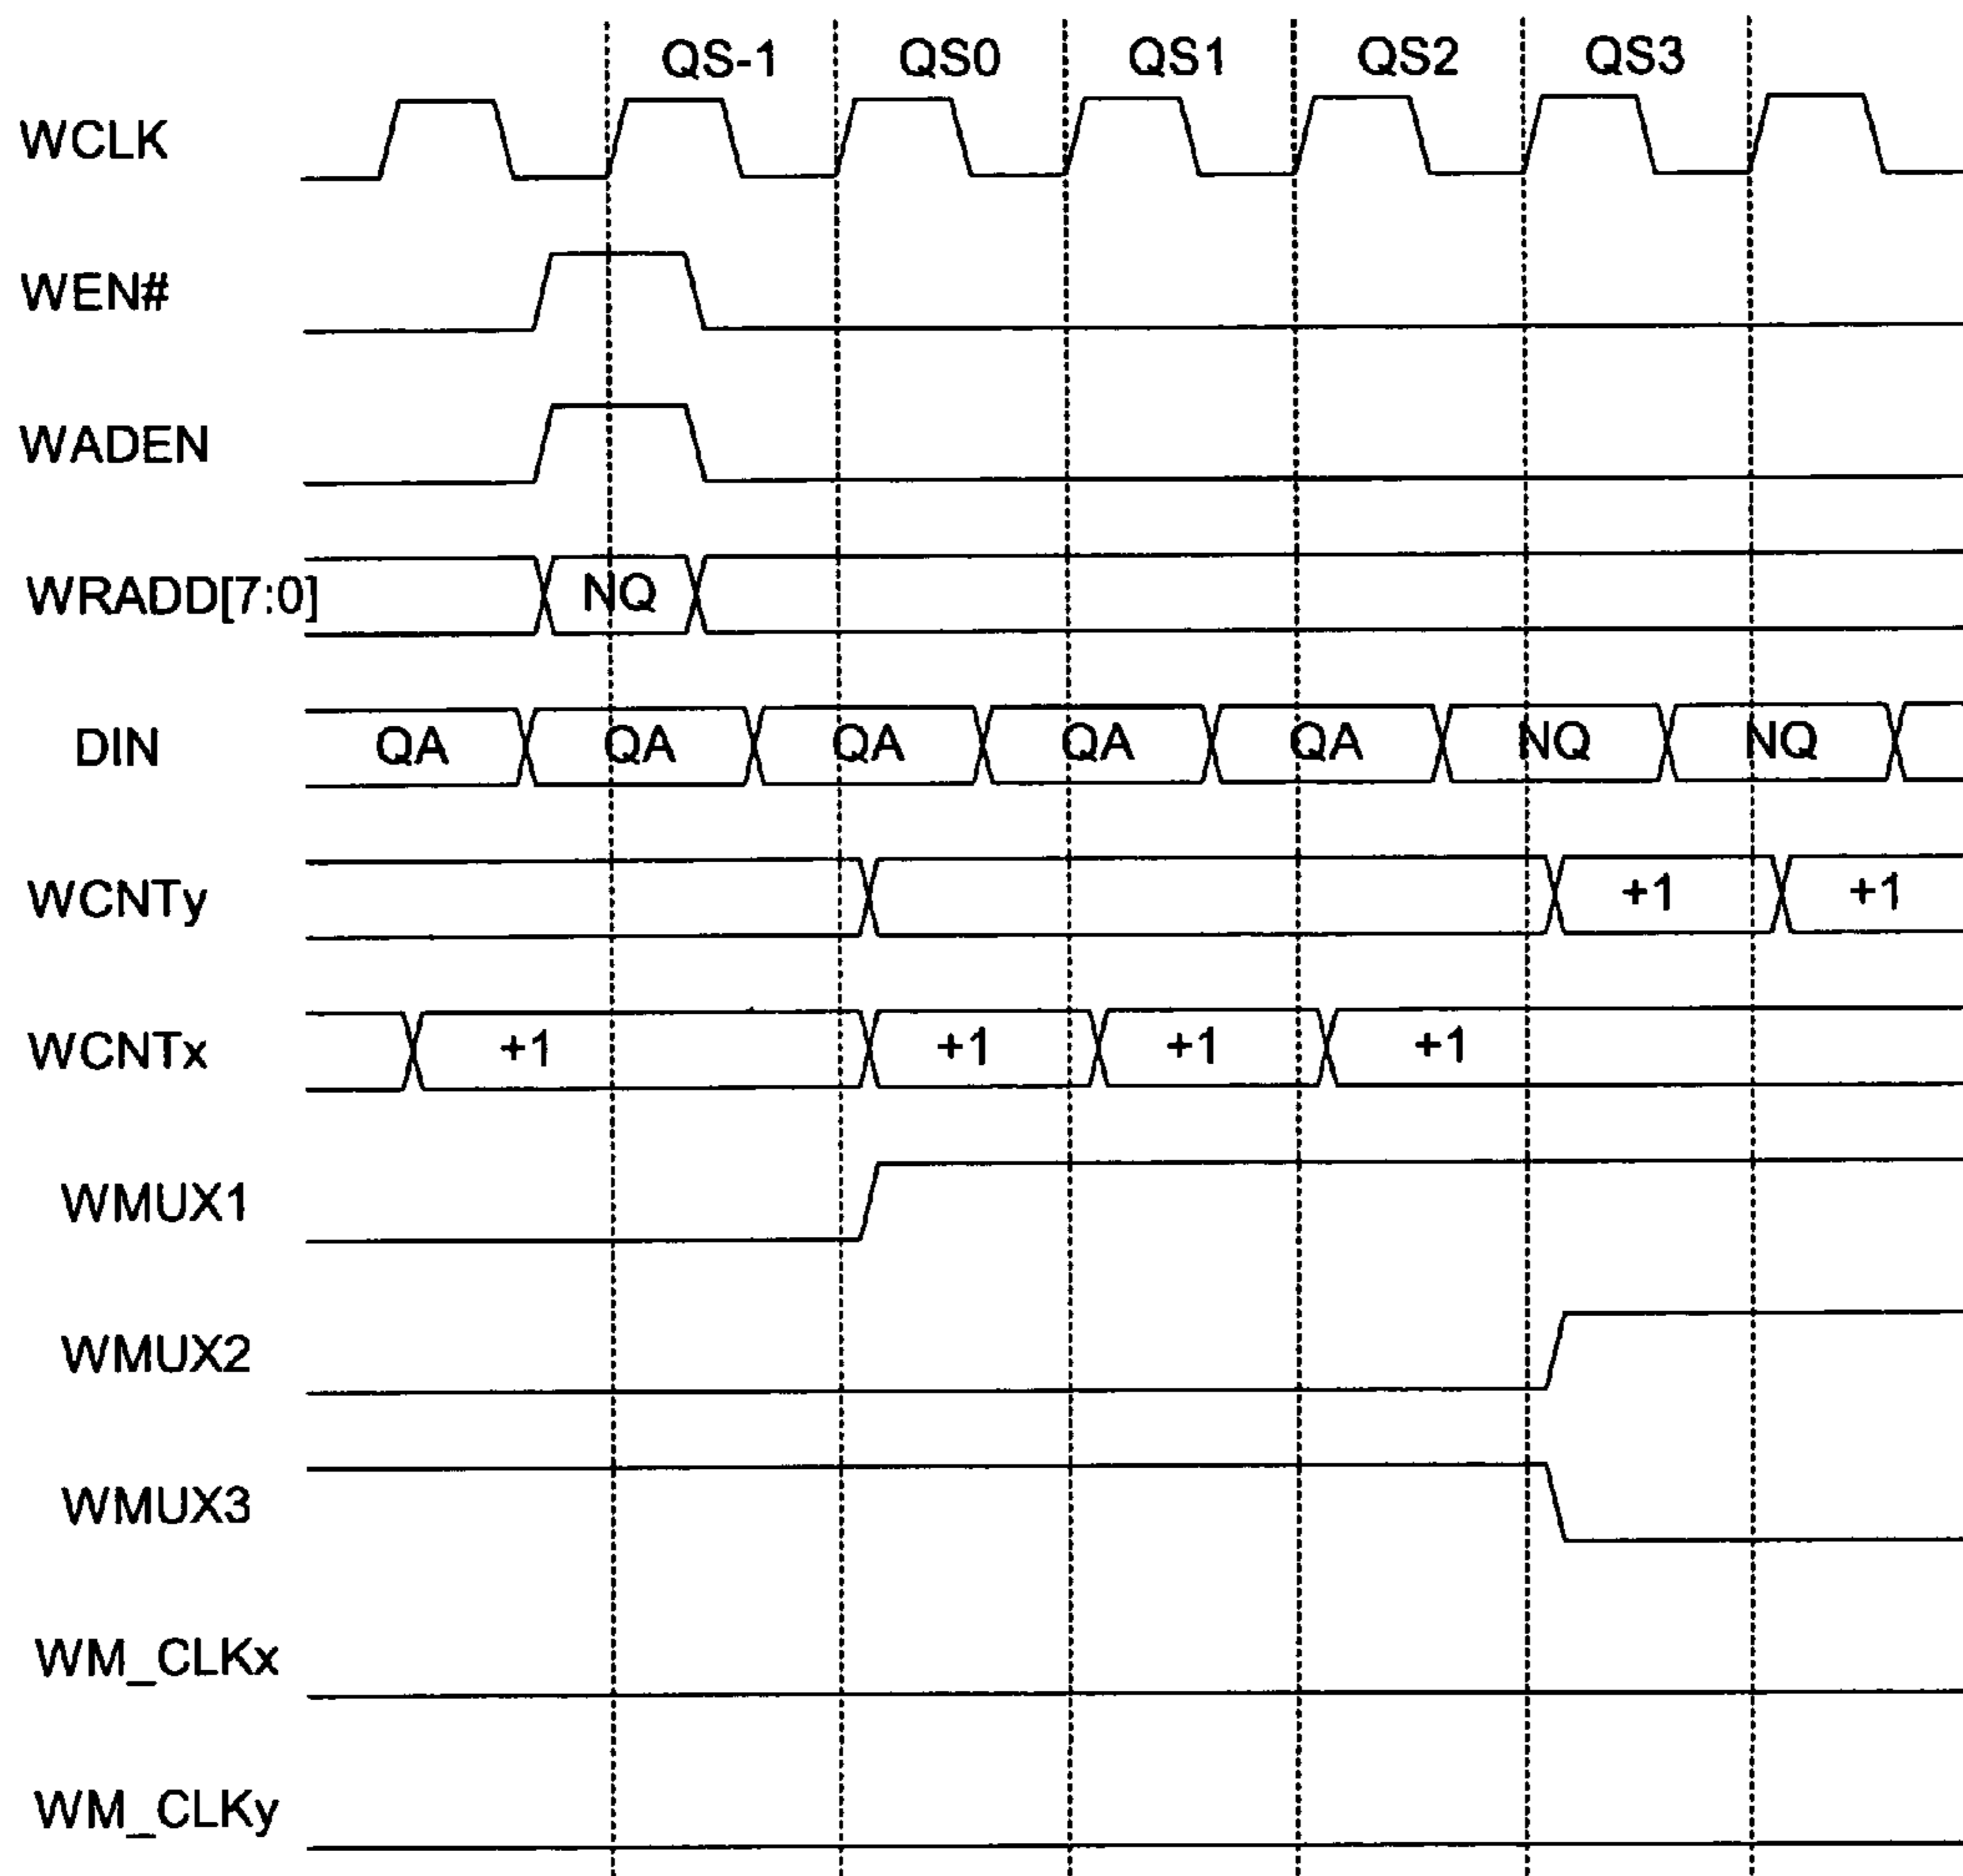 QS-1 QS0 QS1 QS2 QS3
WCLK
WEN#
WADEN
WRADD[7:0] NQ
DIN QA QA QA QA QA NQ NQ
WCNTy +1 +1
WCNTx +1 +1 +1 +1
WMUX1
WMUX2
WMUX3
WM_CLKx
WM_CLKy